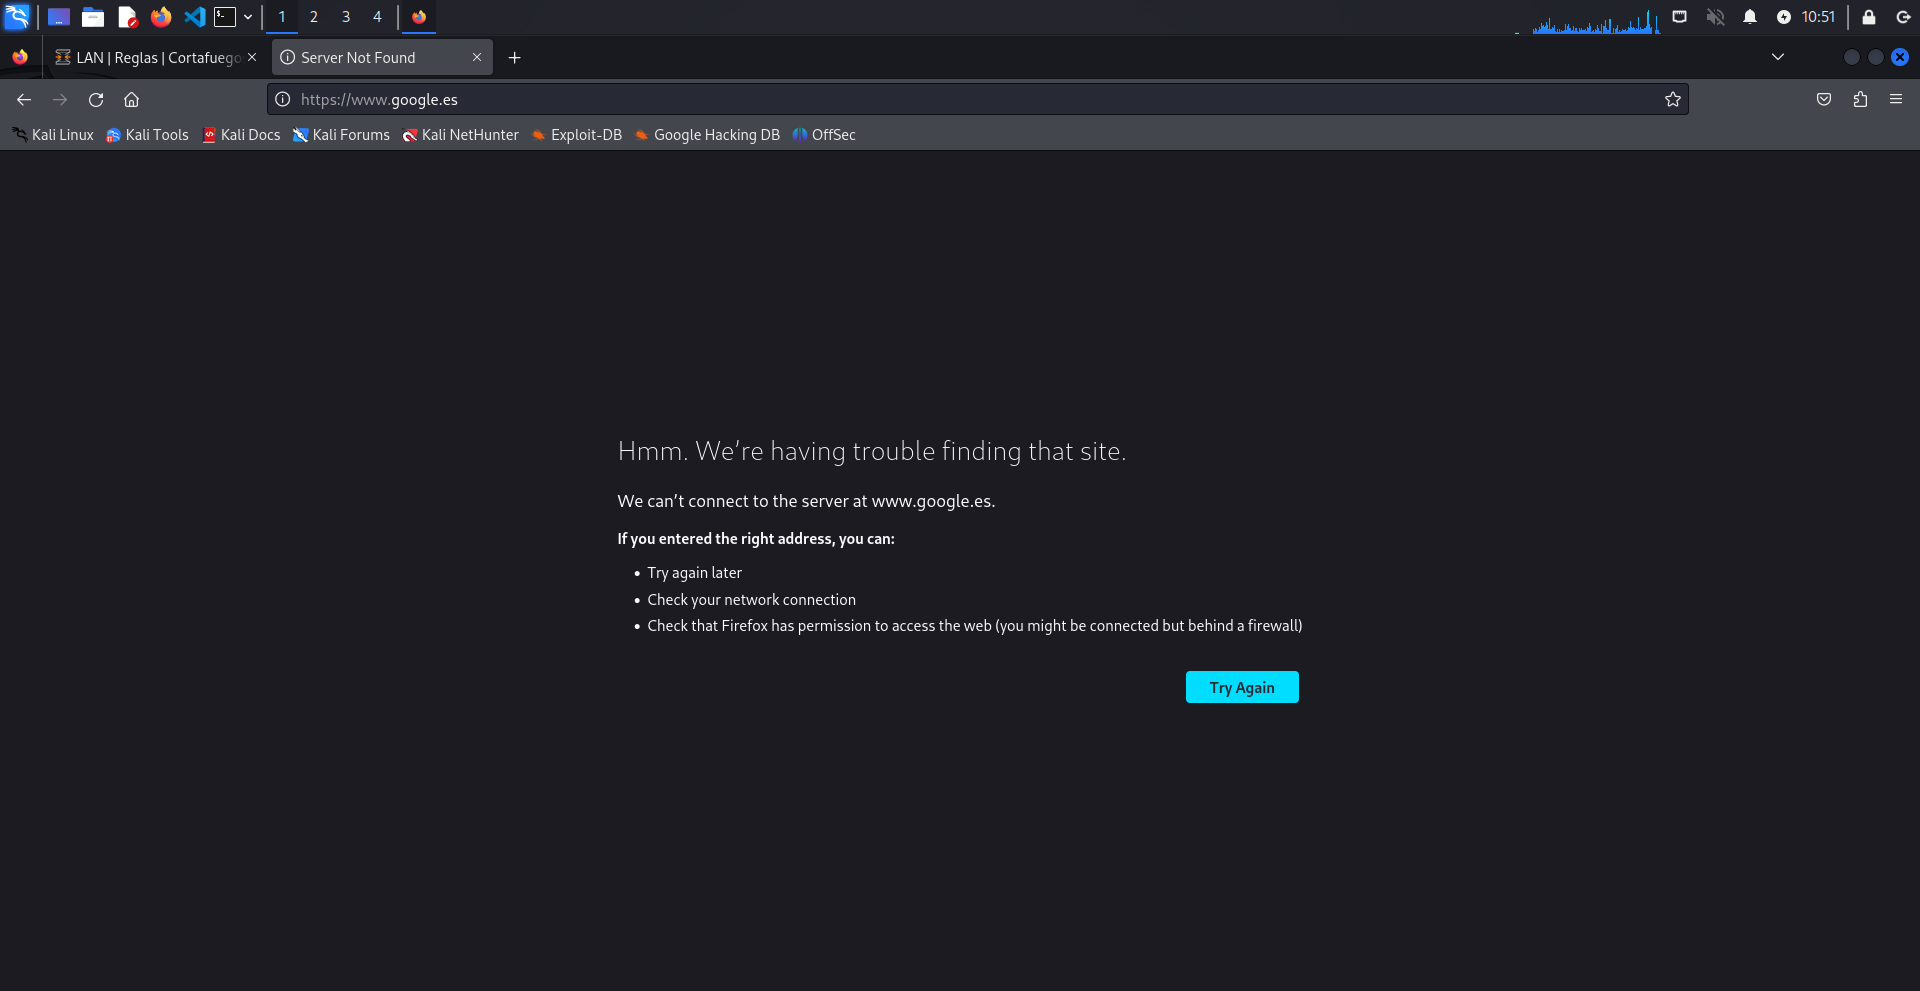 1 2 3 4 10:51
LAN | Reglas | Cortafuego Server Not Found
https://www.google.es
Kali Linux Kali Tools Kali Docs Kali Forums Kali NetHunter Exploit-DB Google Hacking DB OffSec
Hmm. We’re having trouble finding that site.
We can’t connect to the server at www.google.es.
If you entered the right address, you can:
• Try again later
• Check your network connection
• Check that Firefox has permission to access the web (you might be connected but behind a firewall)
Try Again